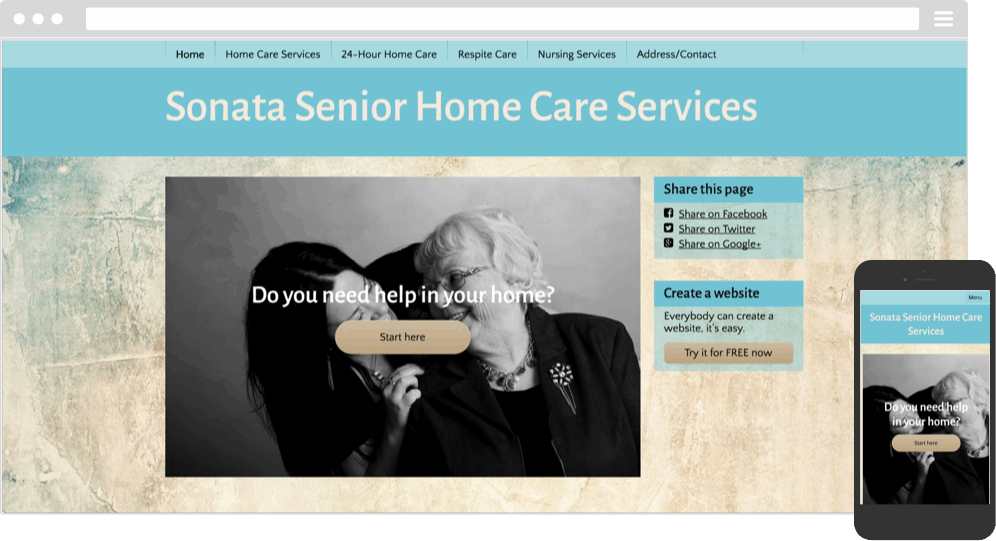 Home
Home Care Services
24-Hour Home Care
Respite Care
Nursing Services
Address/Contact
Sonata Senior Home Care Services
Do you need help in your home?
Start here
Share this page
Share on Facebook
Share on Twitter
Share on Google+
Create a website
Everybody can create a
website, it's easy.
Try it for FREE now
Menu
Sonata Senior Home Care
Services
Do you need help
in your home?
Start here